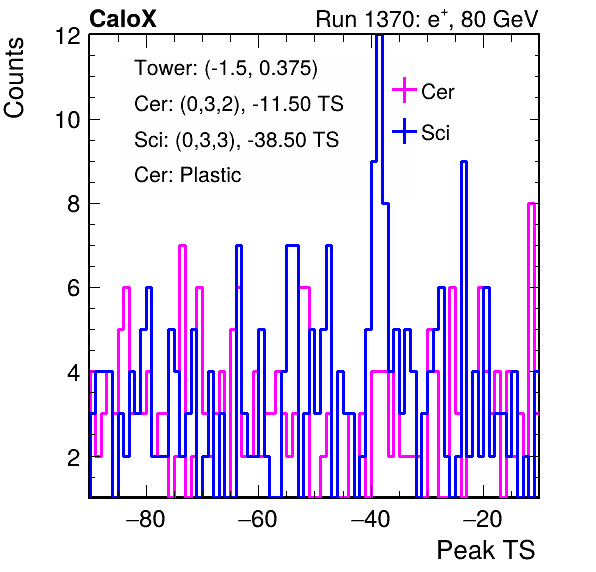 CaloX Run 1370: e⁺, 80 GeV
Counts
12
10
8
6
4
2
Tower: (-1.5, 0.375)
Cer: (0,3,2), -11.50 TS
Sci: (0,3,3), -38.50 TS
Cer: Plastic
Cer
Sci
−80 −60 −40 −20
Peak TS